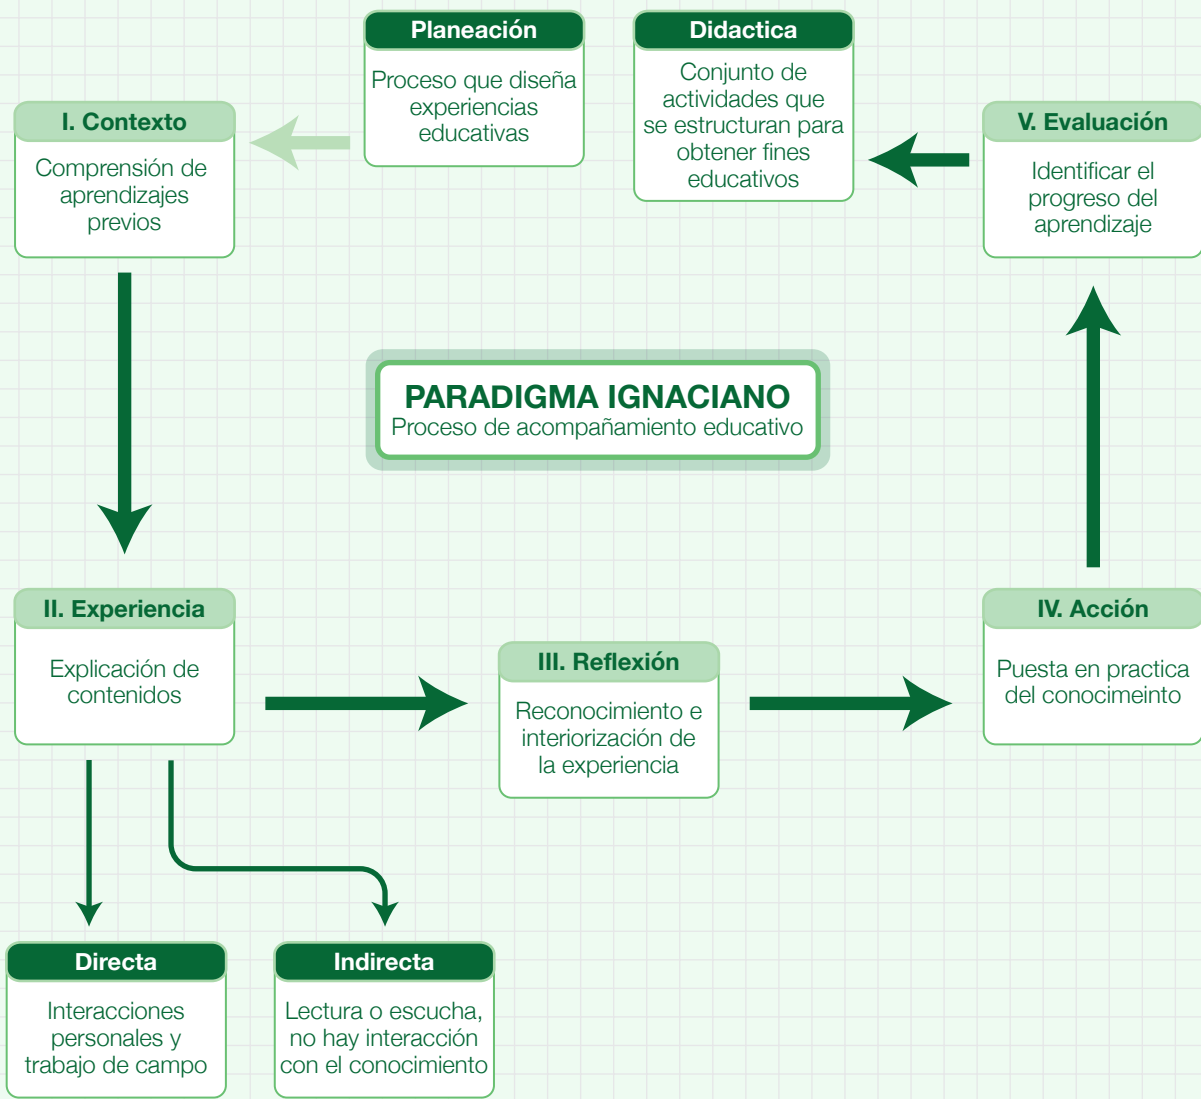 Planeación
Proceso que diseña
experiencias
educativas
Didactica
Conjunto de
actividades que
se estructuran para
obtener fines
educativos
I. Contexto
Comprensión de
aprendizajes
previos
V. Evaluación
Identificar el
progreso del
aprendizaje
PARADIGMA IGNACIANO
Proceso de acompañamiento educativo
II. Experiencia
Explicación de
contenidos
III. Reflexión
Reconocimiento e
interiorización de
la experiencia
IV. Acción
Puesta en practica
del conocimeinto
Directa
Interacciones
personales y
trabajo de campo
Indirecta
Lectura o escucha,
no hay interacción
con el conocimiento